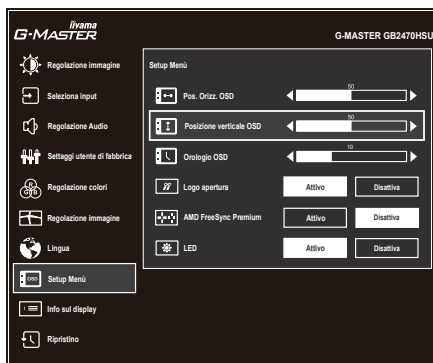 iiyama
G-MASTER
G-MASTER GB2470HSU
Regolazione immagine
Seleziona input
Regolazione Audio
Settaggi utente di fabbrica
R
G B
Regolazione colori
Regolazione immagine
Lingua
OSD
Setup Menù
Info sul display
Ripristino
Setup Menù
Pos. Orizz. OSD
50
Posizione verticale OSD
50
Orologio OSD
10
Logo apertura
Attivo
Disattiva
AMD FreeSync Premium
Attivo
Disattiva
LED
Attivo
Disattiva